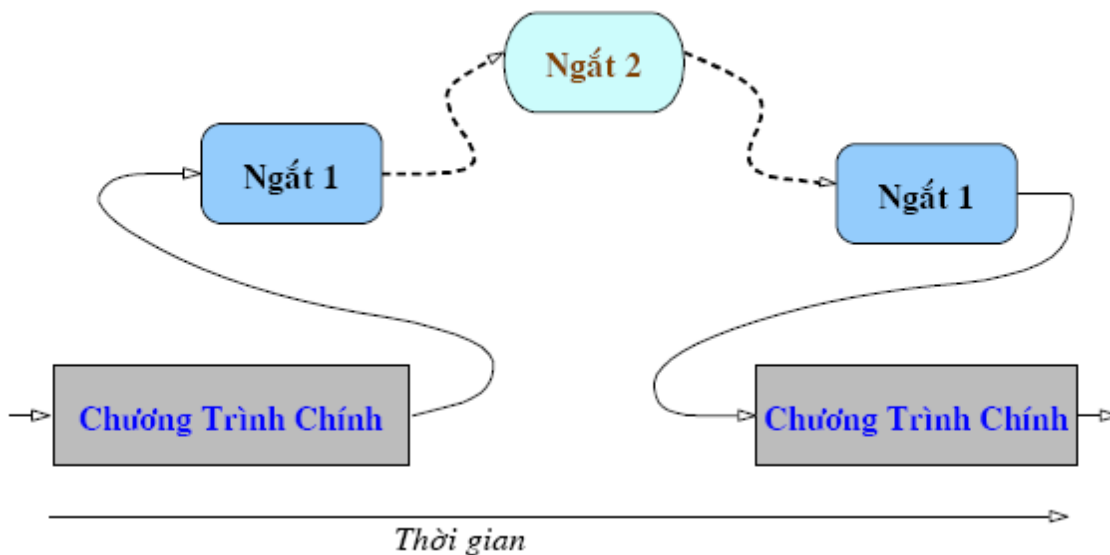 Ngắt 2
Ngắt 1
Ngắt 1
Chương Trình Chính
Chương Trình Chính
Thời gian